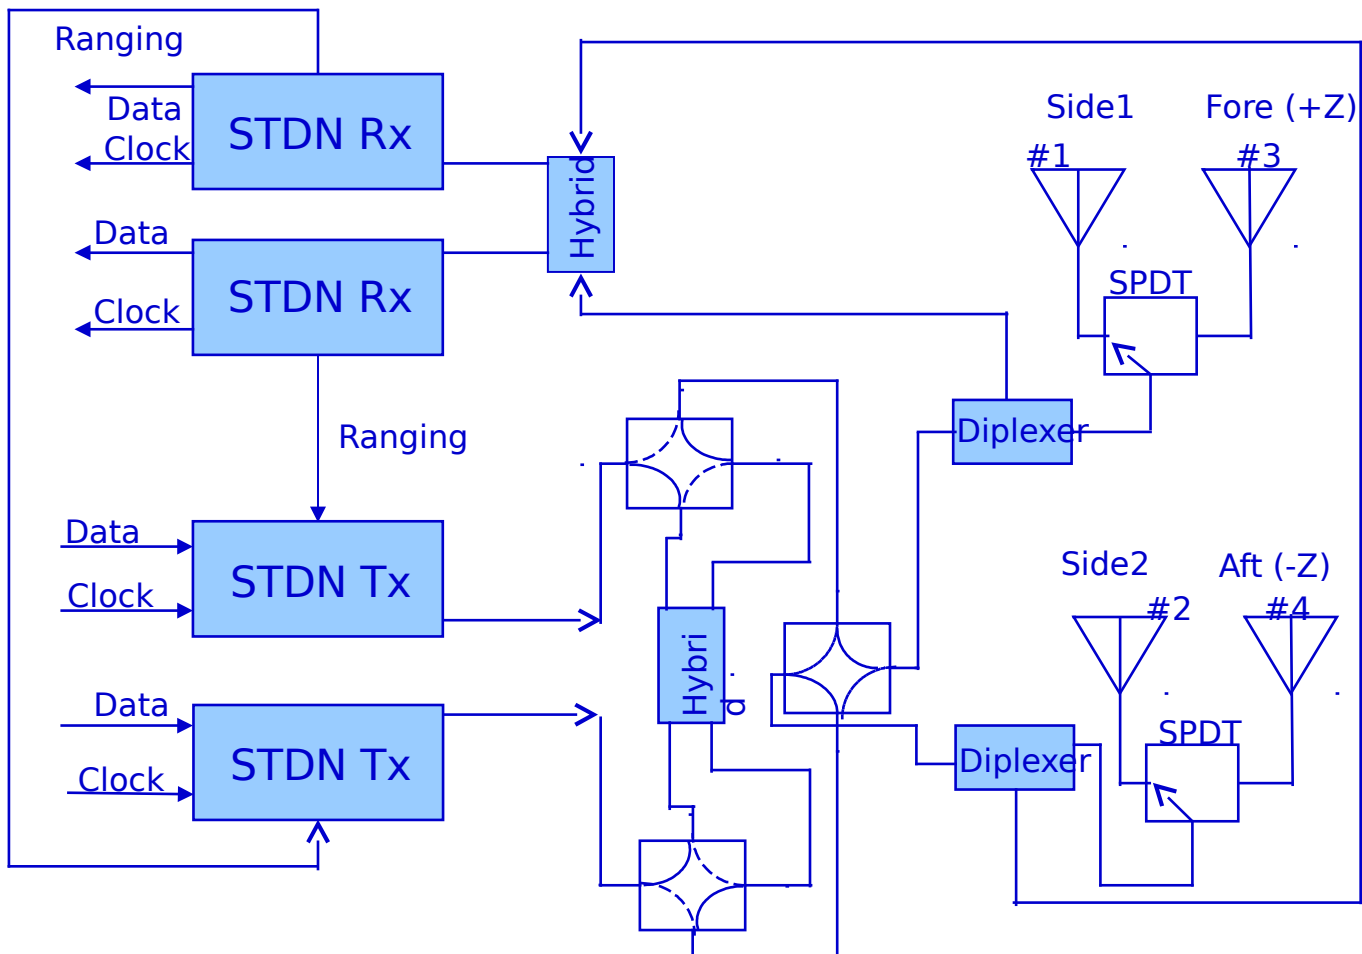 Ranging
Data
STDN Rx
Clock
Hybrid
Side1
Fore (+Z)
#1
#3
Data
STDN Rx
Clock
SPDT
Diplexer
Ranging
Data
STDN Tx
Clock
Hybri
d
Side2
Aft (-Z)
#2
#4
Data
STDN Tx
Clock
SPDT
Diplexer